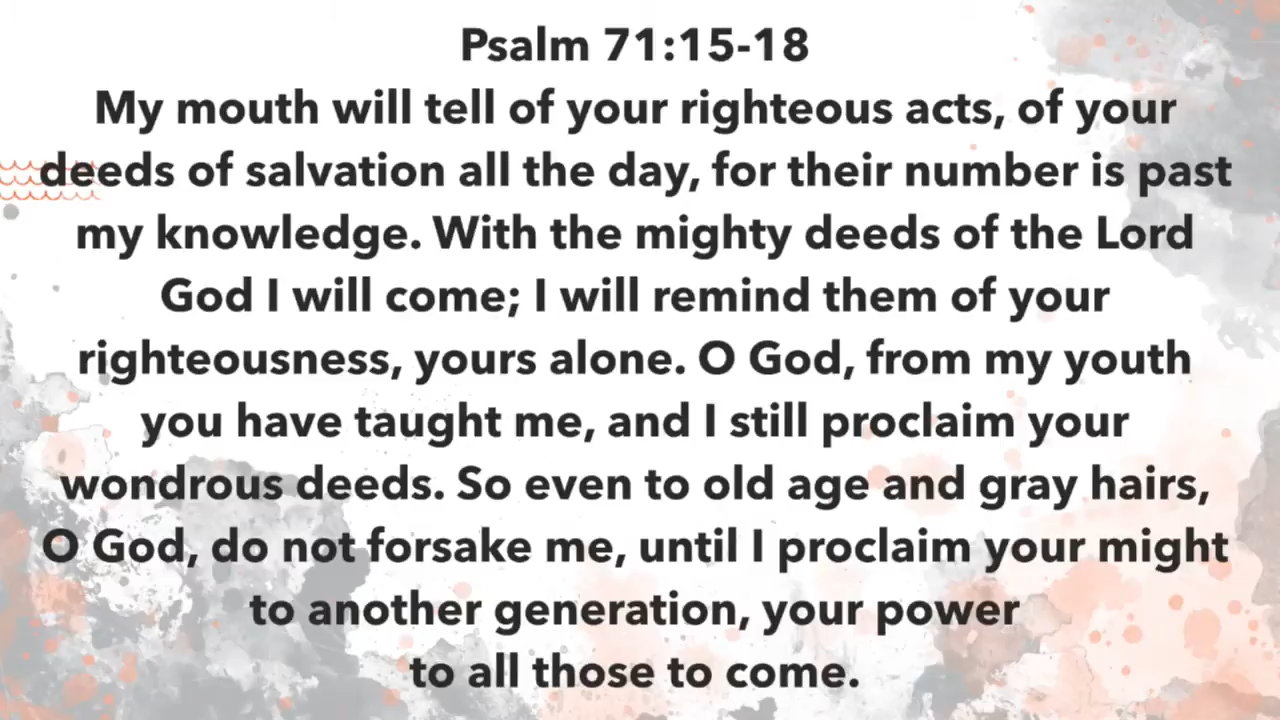 Psalm 71:15-18
My mouth will tell of your righteous acts, of your
deeds of salvation all the day, for their number is past
my knowledge. With the mighty deeds of the Lord
God I will come; I will remind them of your
righteousness, yours alone. O God, from my youth
you have taught me, and I still proclaim your
wondrous deeds. So even to old age and gray hairs,
O God, do not forsake me, until I proclaim your might
to another generation, your power
to all those to come.